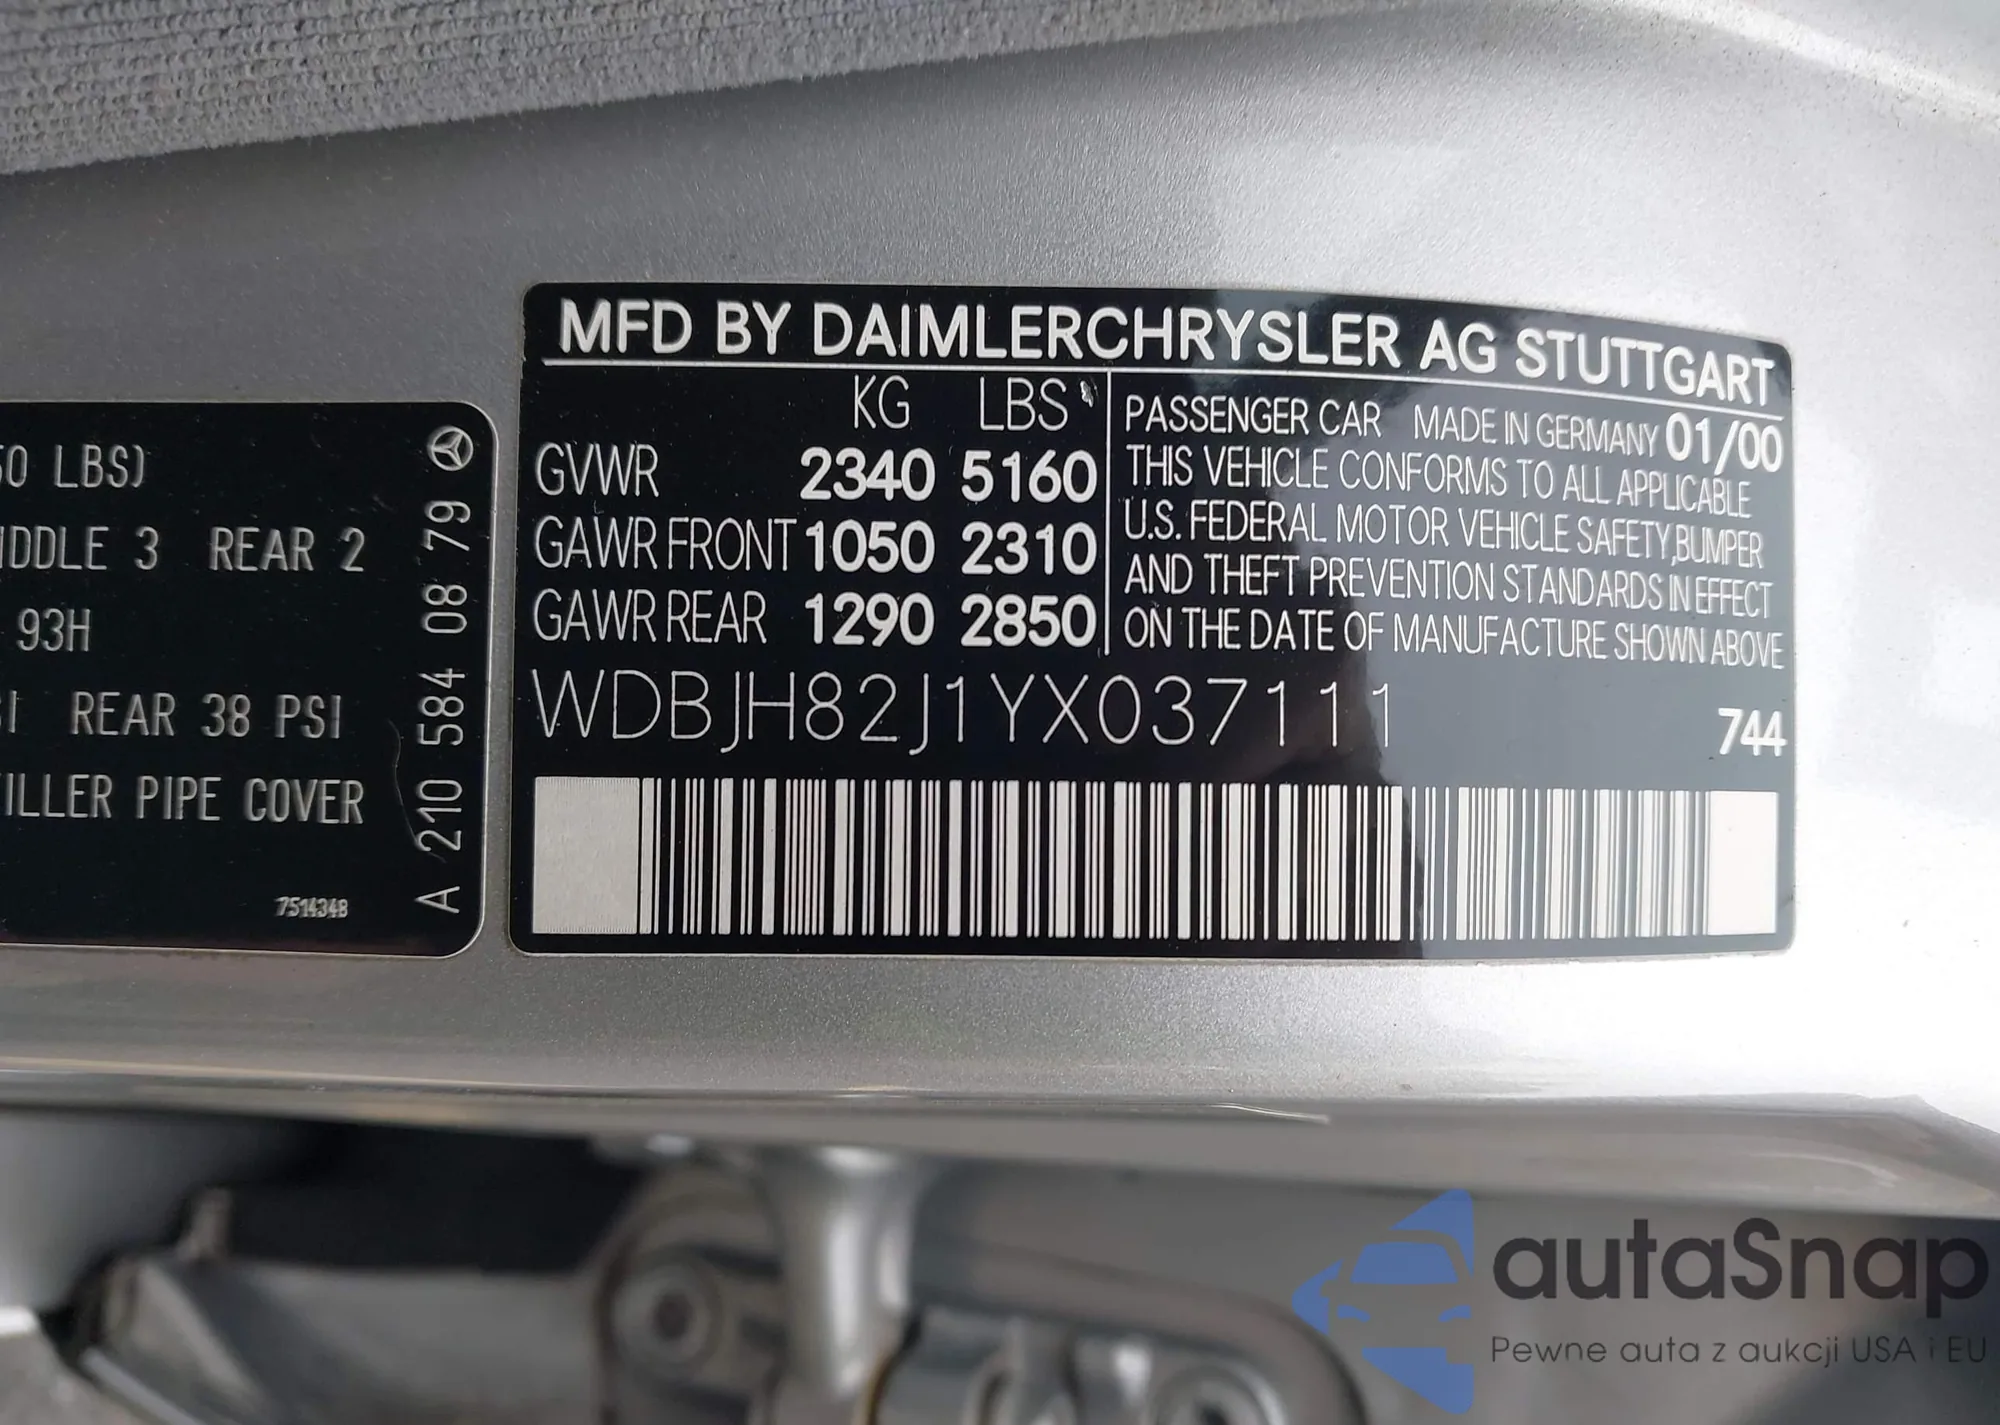 50 LBS)
IDDLE 3 REAR 2
93H
SI REAR 38 PSI
ILLER PIPE COVER
7514348
A 210 584 08 79
MFD BY DAIMLERCHRYSLER AG STUTTGART
KG LBS
GVWR 2340 5160
GAWR FRONT 1050 2310
GAWR REAR 1290 2850
PASSENGER CAR MADE IN GERMANY 01/00
THIS VEHICLE CONFORMS TO ALL APPLICABLE
U.S. FEDERAL MOTOR VEHICLE SAFETY,BUMPER
AND THEFT PREVENTION STANDARDS IN EFFECT
ON THE DATE OF MANUFACTURE SHOWN ABOVE
WDBJH82J1YX037111
744
autaSnap
Pewne auta z aukcji USA i EU